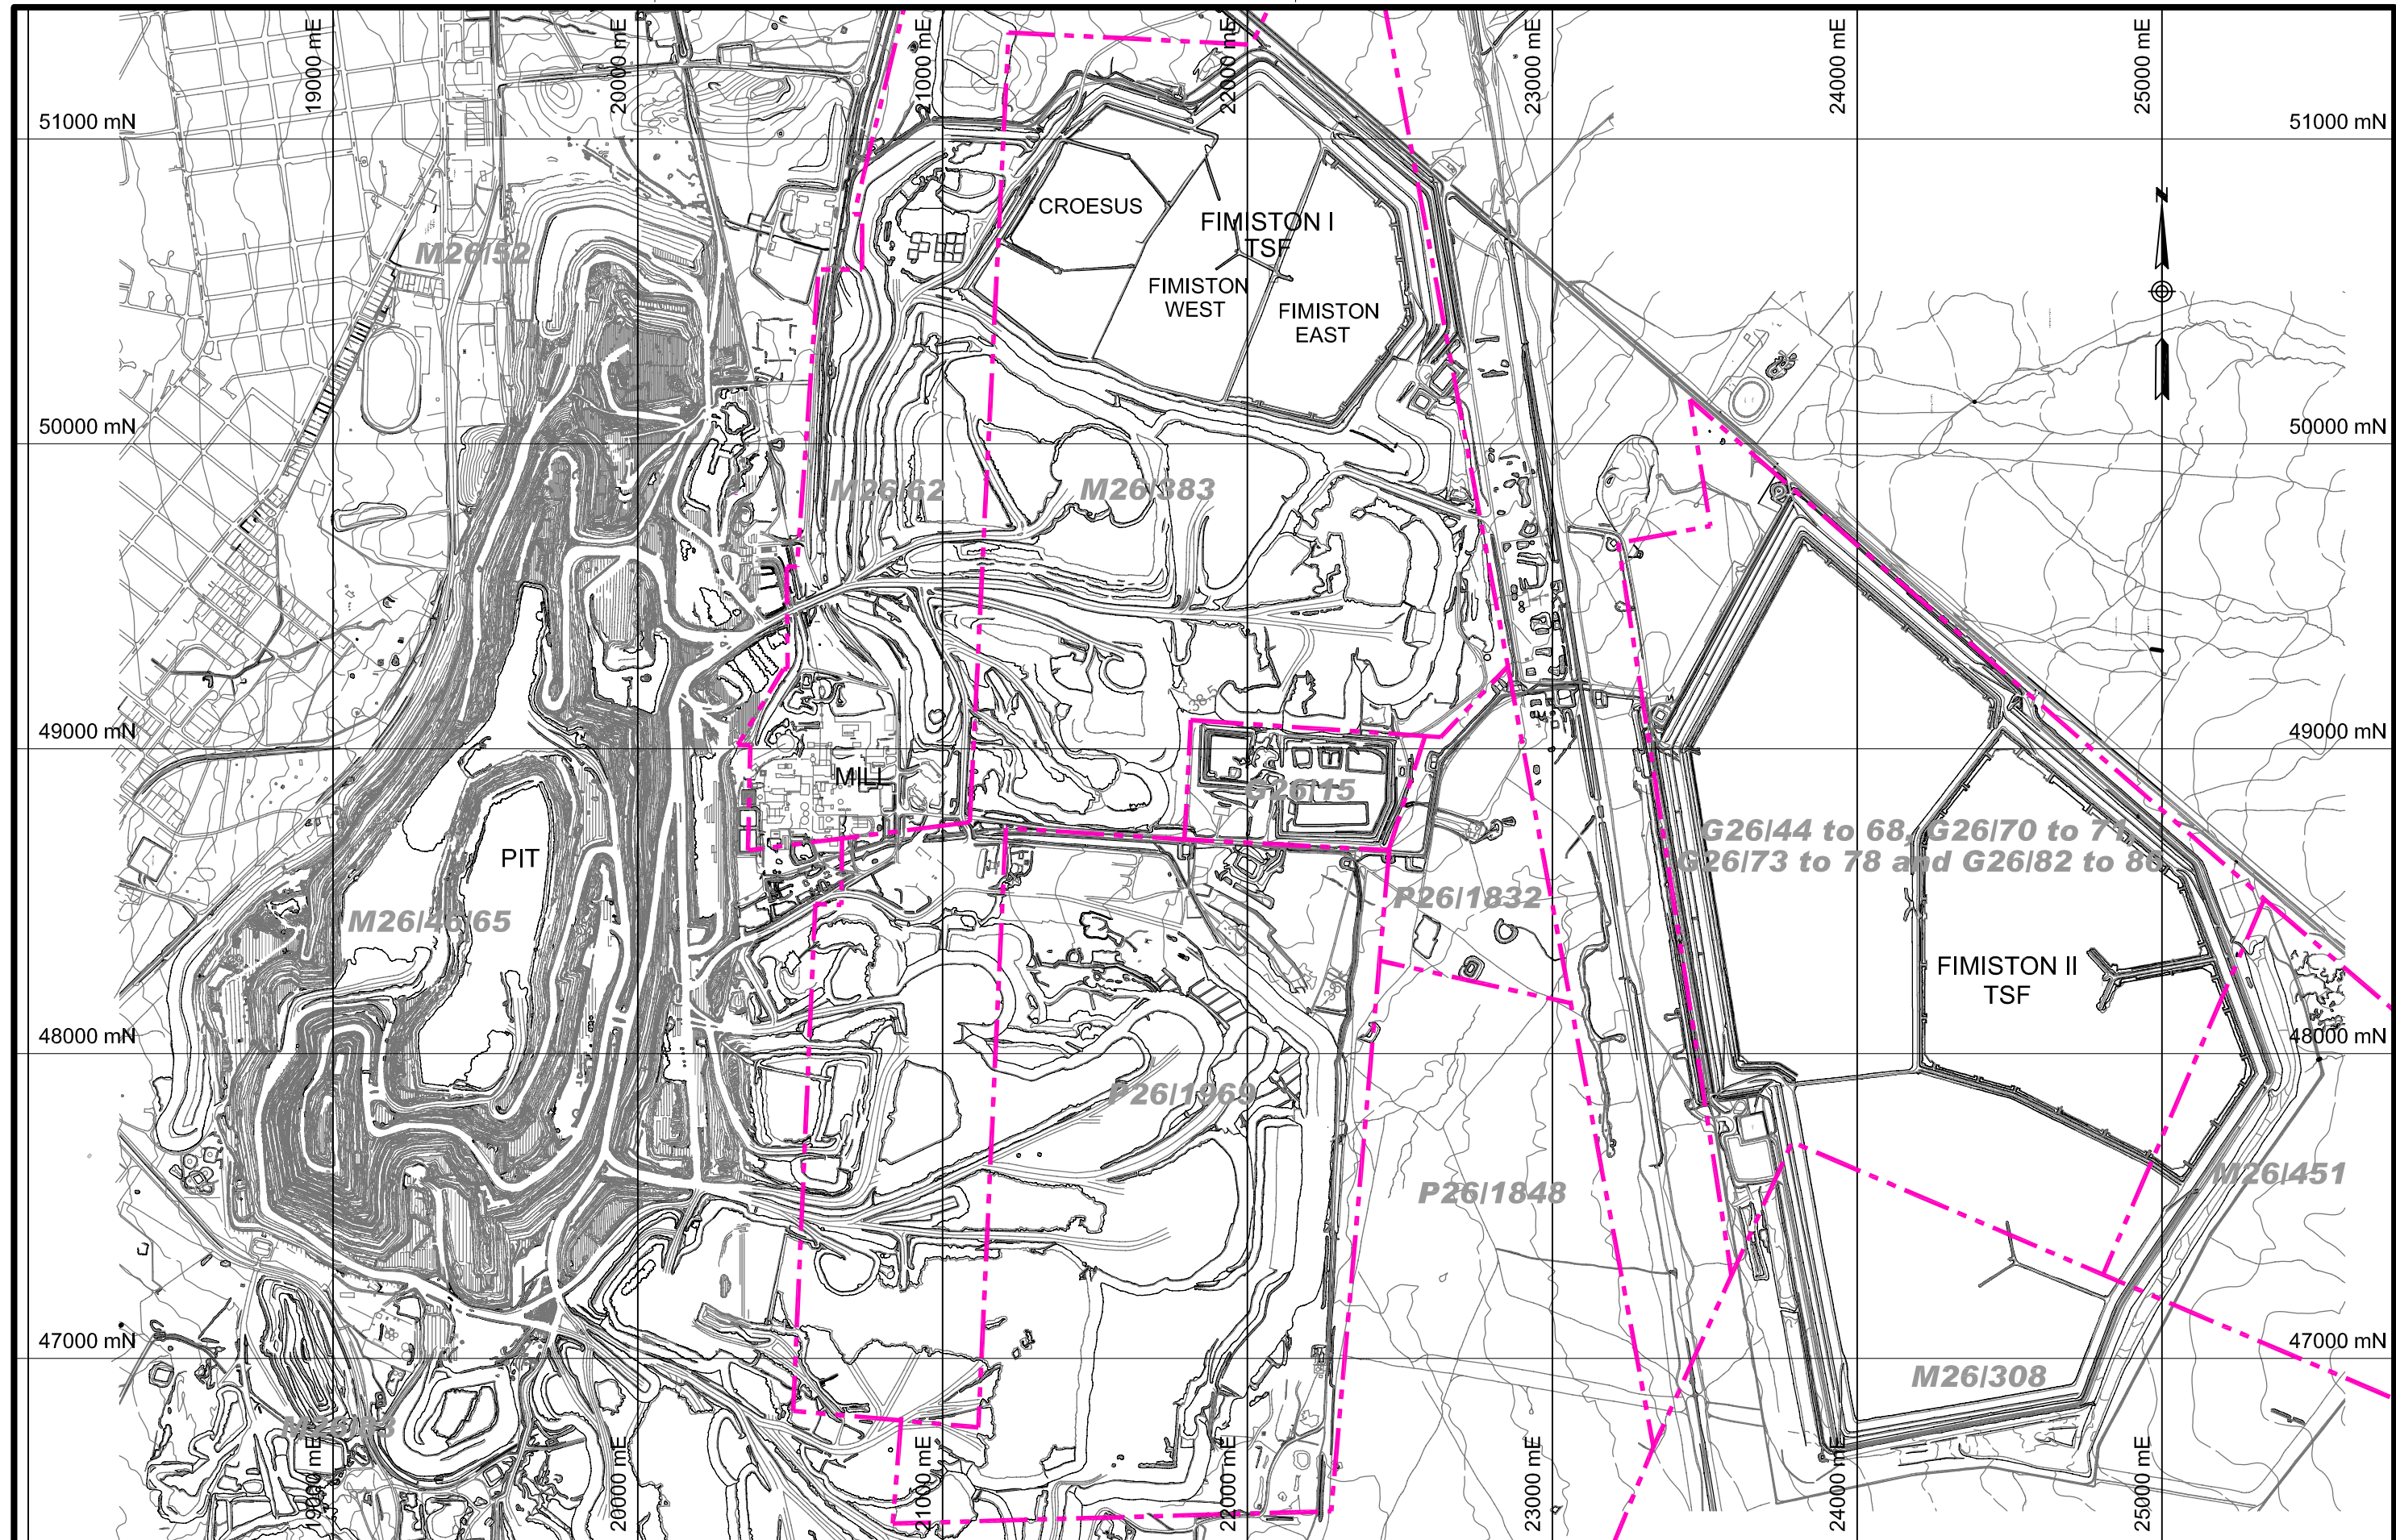 19000 mE
20000 mE
21000 mE
22000 mE
23000 mE
24000 mE
25000 mE
51000 mN
51000 mN
N
CROESUS
FIMISTON I
TSF
M26/52
FIMISTON
WEST
FIMISTON
EAST
50000 mN
50000 mN
M26/62
M26/383
38.5
49000 mN
49000 mN
MILL
G26/15
G26/44 to 68, G26/70 to 71,
G26/73 to 78 and G26/82 to 86
PIT
P26/1832
M26/46/65
FIMISTON II
TSF
390
48000 mN
48000 mN
P26/1969
M26/451
P26/1848
47000 mN
47000 mN
M26/308
M26/83
19000 mE
20000 mE
21000 mE
22000 mE
23000 mE
24000 mE
25000 mE